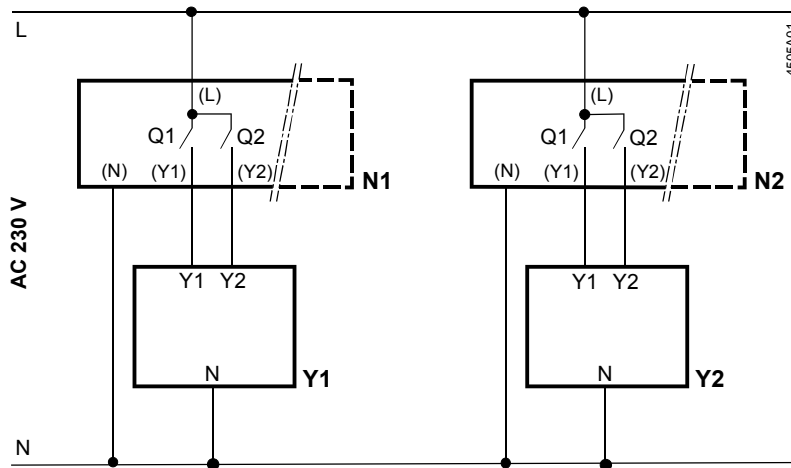 L
(L)
Q1 Q2
(N) (Y1) (Y2)
N1
Y1 Y2
N
Y1
(L)
Q1 Q2
(N) (Y1) (Y2)
N2
Y1 Y2
N
Y2
AC 230 V
N